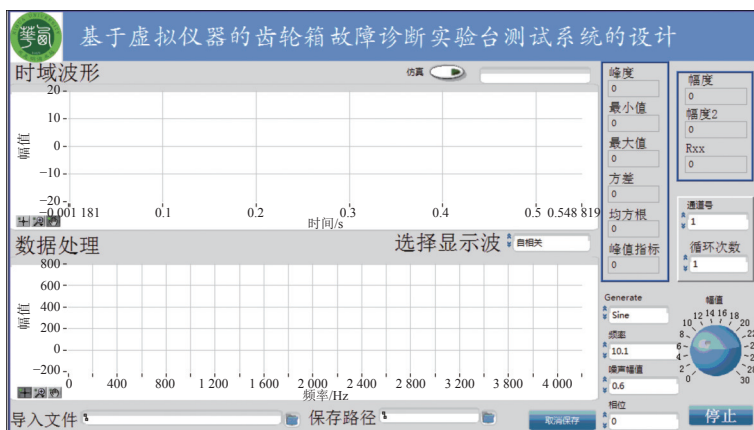 華南
基于虚拟仪器的齿轮箱故障诊断实验台测试系统的设计
时域波形
仿真
20
10
0
−10
−20
幅值
−0.001 181
0.1
0.2
0.3
0.4
0.5
0.548 819
时间/s
数据处理
选择显示波
自相关
800
600
400
200
0
−200
幅值
0
400
800
1 200
1 600
2 000
2 400
2 800
3 200
3 600
4 000
频率/Hz
导入文件
保存路径
取消保存
峰度
0
最小值
0
最大值
0
方差
0
均方根
0
峰值指标
0
幅度
0
幅度2
0
Rxx
0
通道号
1
循环次数
1
Generate
Sine
频率
10.1
噪声幅值
0.6
相位
0
幅值
0
2
4
6
8
10
12
14
16
18
20
30
停止